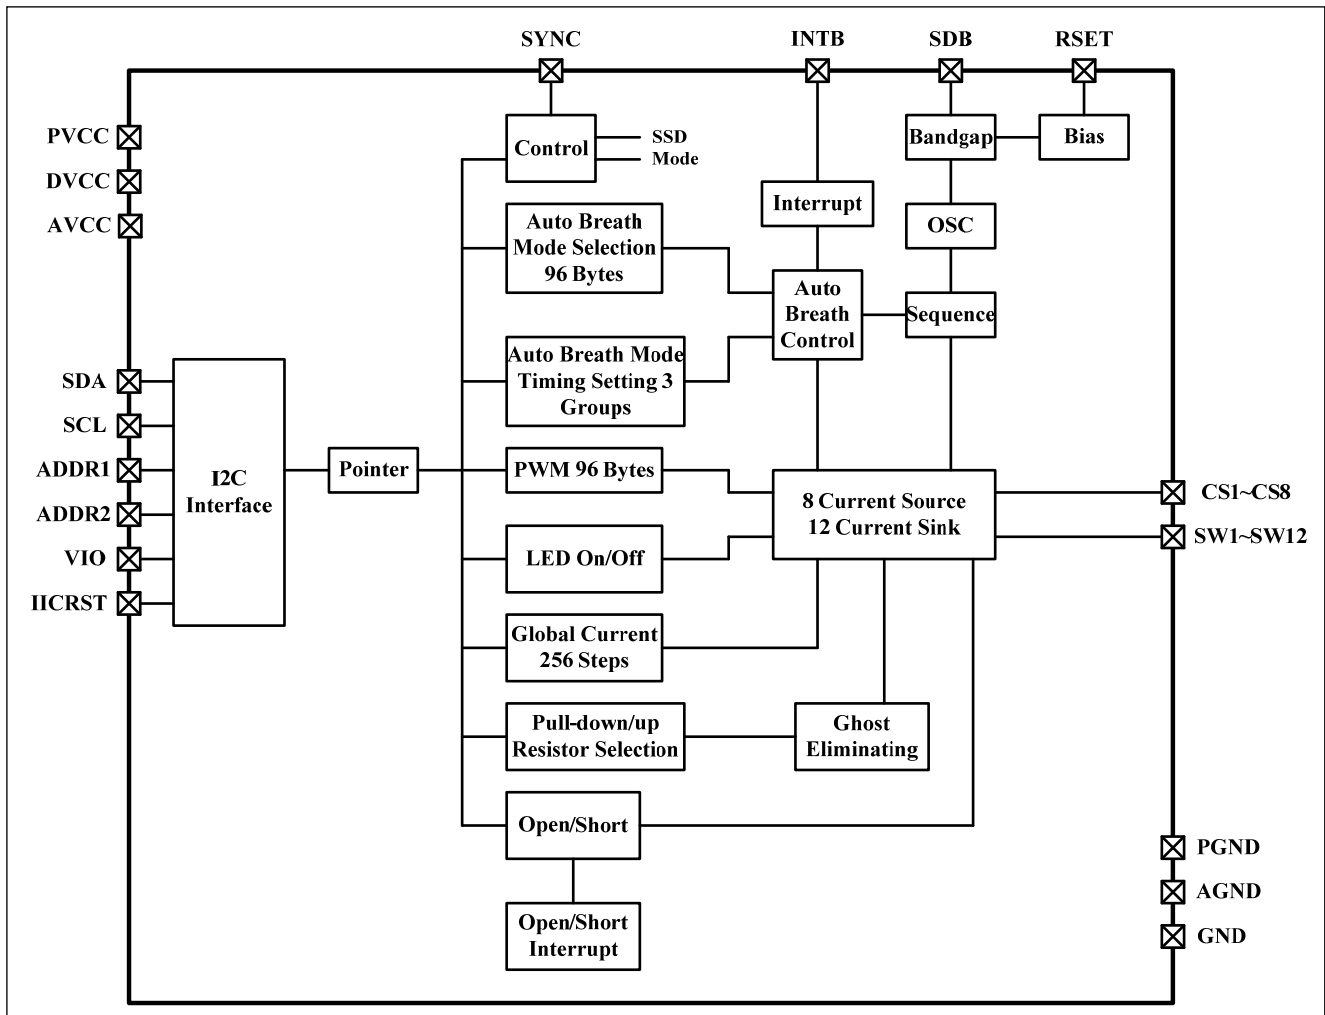 SYNC
INTB
SDB
RSET
PVCC
DVCC
AVCC
SDA
SCL
ADDR1
ADDR2
VIO
IICRST
I2C
Interface
Pointer
Control
SSD
Mode
Auto Breath
Mode Selection
96 Bytes
Auto Breath Mode
Timing Setting 3
Groups
PWM 96 Bytes
LED On/Off
Global Current
256 Steps
Pull-down/up
Resistor Selection
Open/Short
Open/Short
Interrupt
Interrupt
Auto
Breath
Control
Bandgap
Bias
OSC
Sequence
8 Current Source
12 Current Sink
Ghost
Eliminating
CS1~CS8
SW1~SW12
PGND
AGND
GND